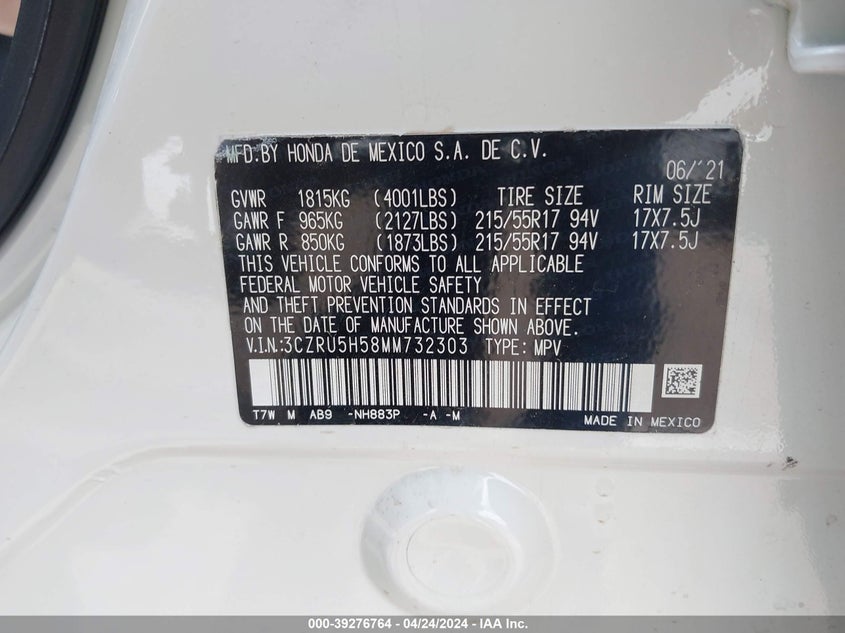 MFD.BY HONDA DE MEXICO S.A. DE C.V.
06/'21
GVWR 1815KG (4001LBS) TIRE SIZE RIM SIZE
GAWR F 965KG (2127LBS) 215/55R17 94V 17X7.5J
GAWR R 850KG (1873LBS) 215/55R17 94V 17X7.5J
THIS VEHICLE CONFORMS TO ALL APPLICABLE
FEDERAL MOTOR VEHICLE SAFETY
AND THEFT PREVENTION STANDARDS IN EFFECT
ON THE DATE OF MANUFACTURE SHOWN ABOVE.
V.I.N.:3CZRU5H58MM732303 TYPE: MPV
T7W M AB9 -NH883P -A -M
MADE IN MEXICO
000-39276764 - 04/24/2024 - IAA Inc.